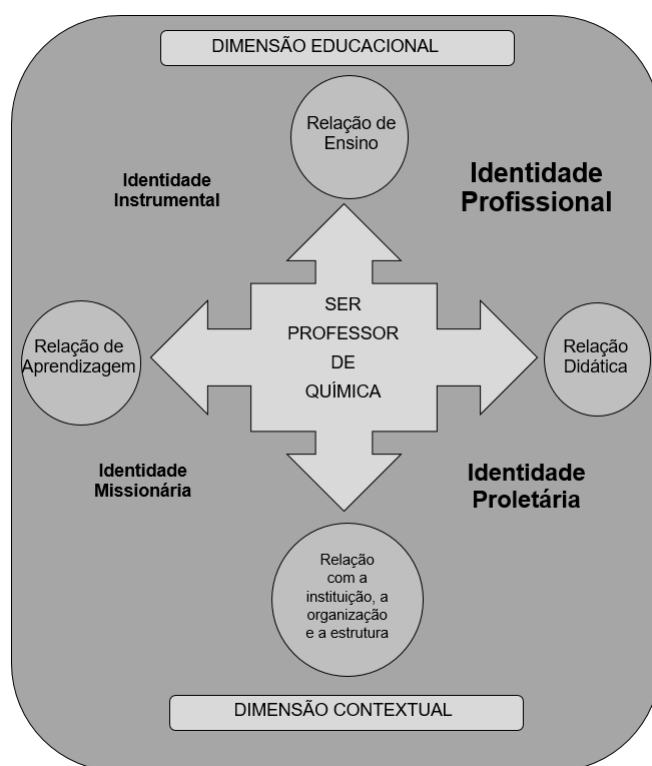 DIMENSÃO EDUCACIONAL
Relação de
Ensino
Identidade
Instrumental
Identidade
Profissional
SER
PROFESSOR
DE
QUÍMICA
Relação de
Aprendizagem
Relação
Didática
Identidade
Missionária
Identidade
Proletária
Relação
com a
instituição, a
organização
e a estrutura
DIMENSÃO CONTEXTUAL